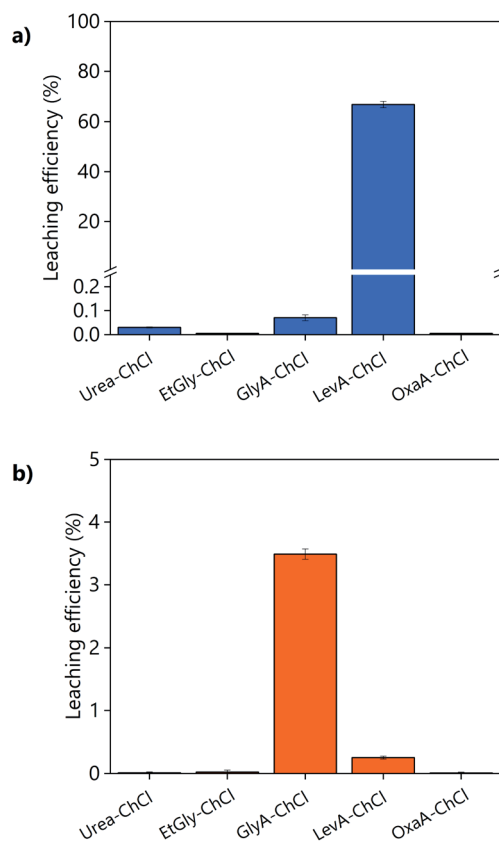 a)
Leaching efficiency (%)
100
80
60
40
20
0.2
0.1
0.0
Urea-ChCl
EtGly-ChCl
GlyA-ChCl
LevA-ChCl
OxaA-ChCl
b)
Leaching efficiency (%)
5
4
3
2
1
0
Urea-ChCl
EtGly-ChCl
GlyA-ChCl
LevA-ChCl
OxaA-ChCl